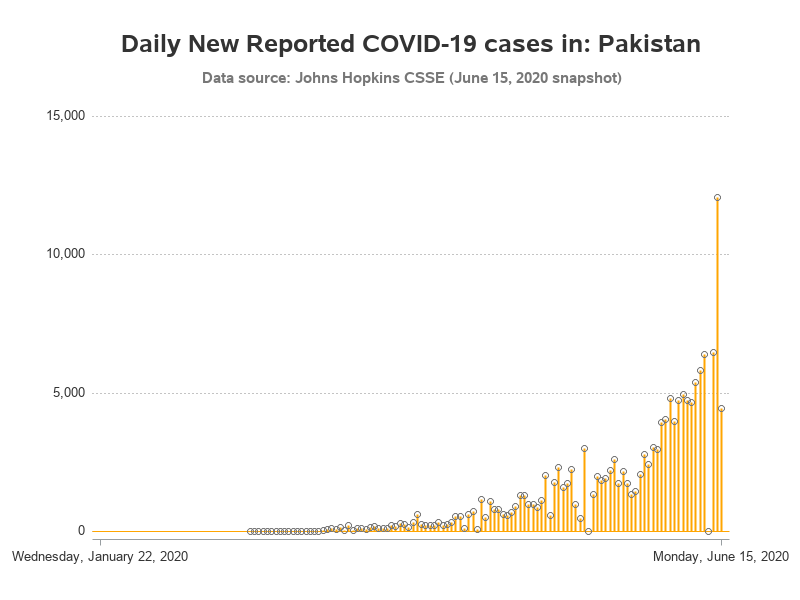 Daily New Reported COVID-19 cases in: Pakistan
Data source: Johns Hopkins CSSE (June 15, 2020 snapshot)
15,000
10,000
5,000
0
Wednesday, January 22, 2020
Monday, June 15, 2020